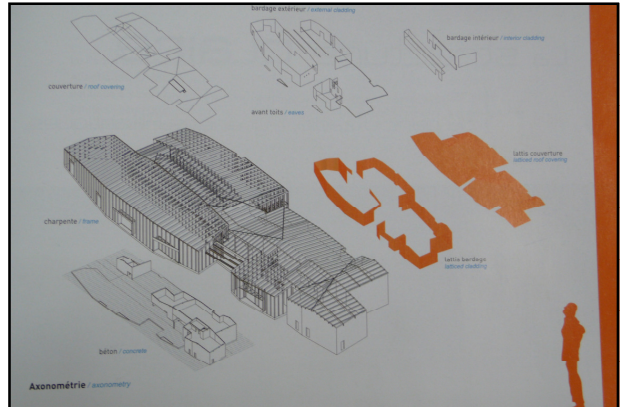 bardage extérieur / external cladding
bardage intérieur / interior cladding
couverture / roof covering
avant toits / eaves
lattis couverture
latticed roof covering
charpente / frame
lattis bardage
latticed cladding
béton / concrete
Axonométrie / axonometry